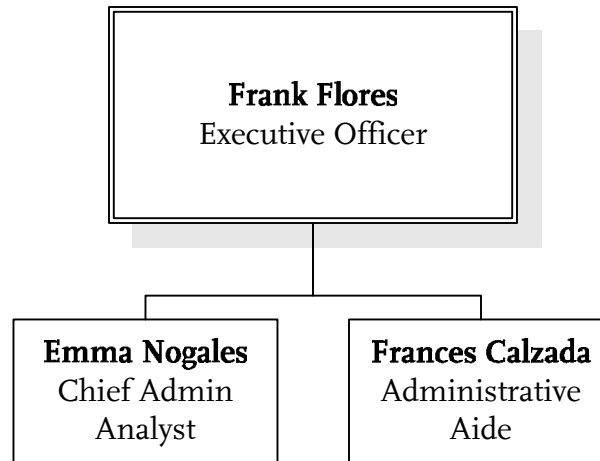 Frank Flores
Executive Officer
Emma Nogales
Chief Admin
Analyst
Frances Calzada
Administrative
Aide